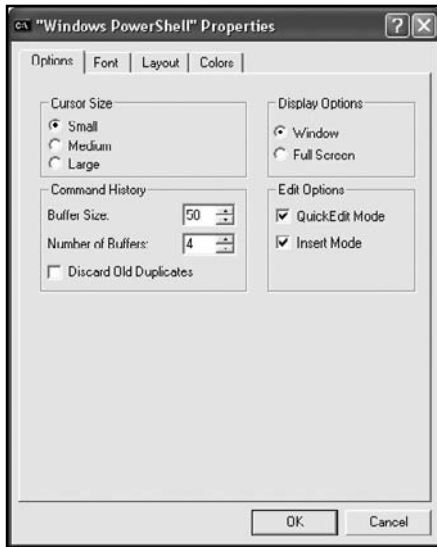 "Windows PowerShell" Properties
Options Font Layout Colors
Cursor Size
Small
Medium
Large
Display Options
Window
Full Screen
Command History
Buffer Size: 50
Number of Buffers: 4
Discard Old Duplicates
Edit Options
QuickEdit Mode
Insert Mode
OK Cancel